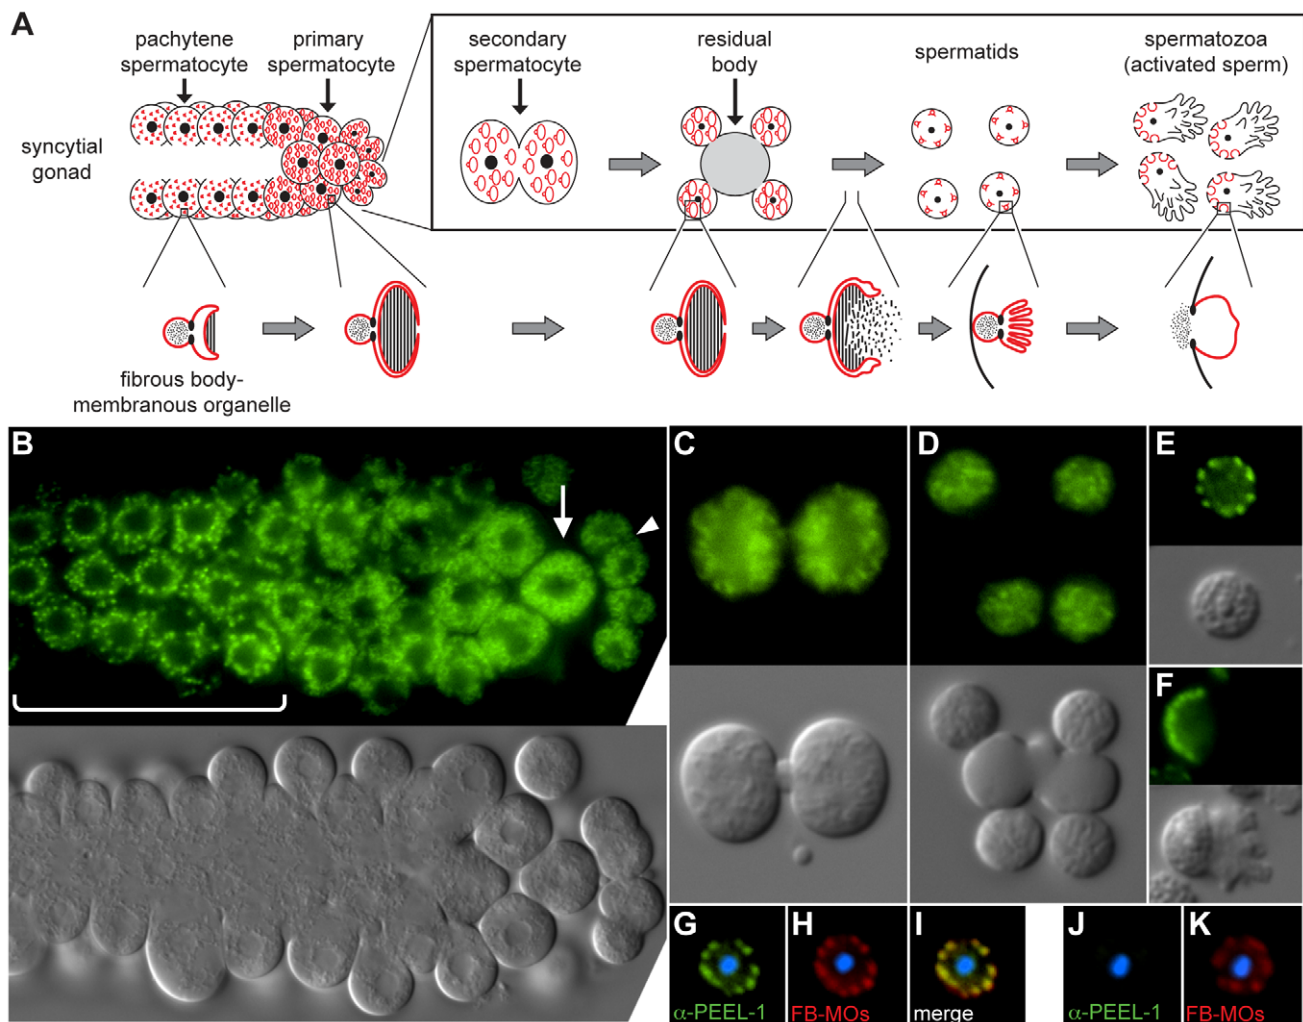 A
pachytene
spermatocyte
primary
spermatocyte
secondary
spermatocyte
residual
body
spermatids
spermatozoa
(activated sperm)
syncytial
gonad
fibrous body-
membranous organelle
B
C
D
E
F
G
α-PEEL-1
H
FB-MOs
I
merge
J
α-PEEL-1
K
FB-MOs